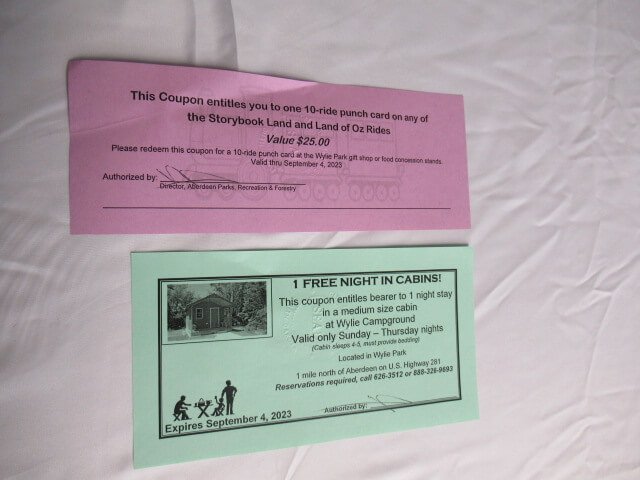 This Coupon entitles you to one 10-ride punch card on any of
the Storybook Land and Land of Oz Rides
Value $25.00
Please redeem this coupon for a 10-ride punch card at the Wylie Park gift shop or food concession stands.
Valid thru September 4, 2023
Authorized by:
Director, Aberdeen Parks, Recreation & Forestry
1 FREE NIGHT IN CABINS!
This coupon entitles bearer to 1 night stay
in a medium size cabin
at Wylie Campground
Valid only Sunday – Thursday nights
(Cabin sleeps 4-5, must provide bedding)
Located in Wylie Park
1 mile north of Aberdeen on U.S. Highway 281
Reservations required, call 626-3512 or 888-326-9693
Authorized by:
Expires September 4, 2023